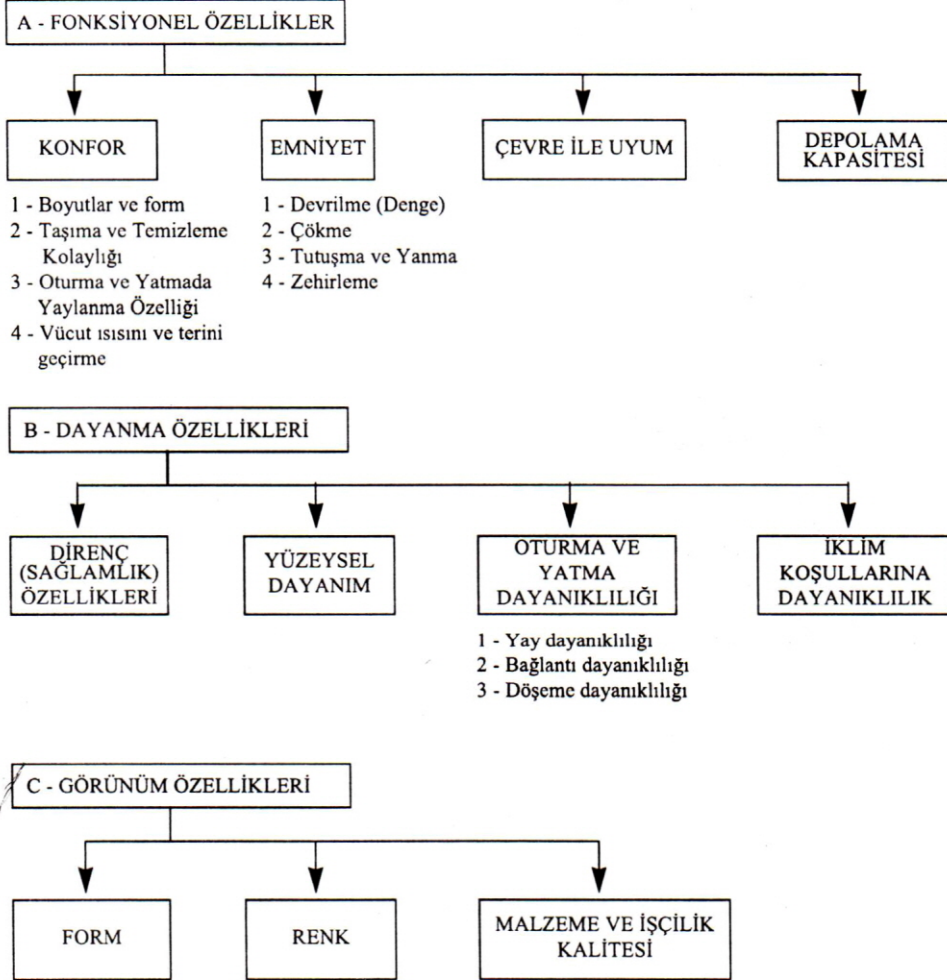 A - FONKSİYONEL ÖZELLİKLER
KONFOR
EMNİYET
ÇEVRE İLE UYUM
DEPOLAMA
KAPASİTESİ
1 - Boyutlar ve form
2 - Taşıma ve Temizleme
Kolaylığı
3 - Oturma ve Yatmada
Yaylanma Özelliği
4 - Vücut ısısını ve terini
geçirme
1 - Devrilme (Denge)
2 - Çökme
3 - Tutuşma ve Yanma
4 - Zehirleme
B - DAYANMA ÖZELLİKLERİ
DİRENÇ
(SAĞLAMLIK)
ÖZELLİKLERİ
YÜZEYSEL
DAYANIM
OTURMA VE
YATMA
DAYANIKLILIĞI
İKLİM
KOŞULLARINA
DAYANIKLILIK
1 - Yay dayanıklılığı
2 - Bağlantı dayanıklılığı
3 - Döşeme dayanıklılığı
C - GÖRÜNÜM ÖZELLİKLERİ
FORM
RENK
MALZEME VE İŞÇİLİK
KALİTESİ